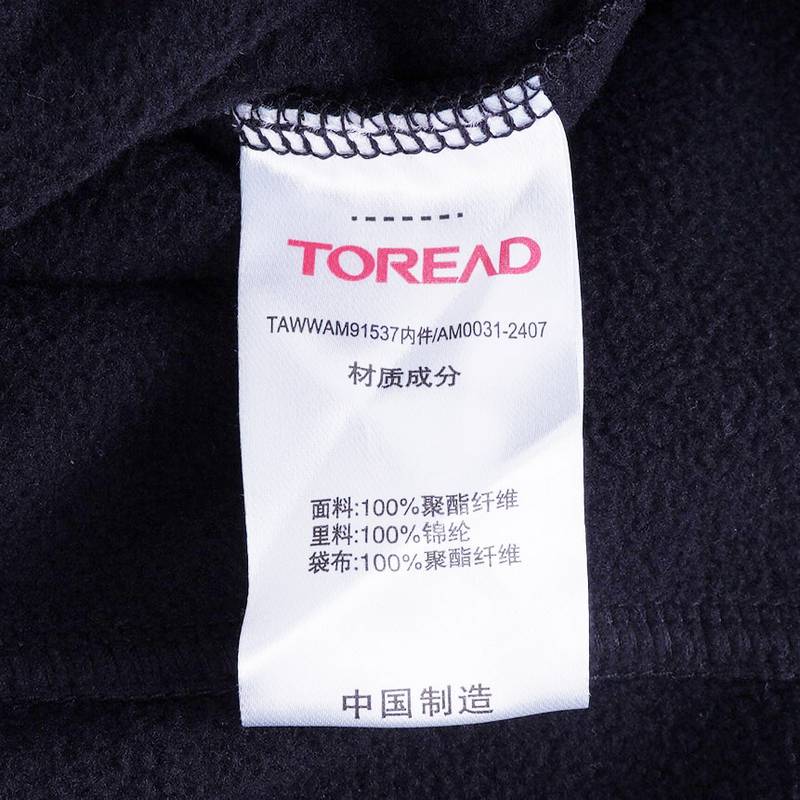 TOREAD
TAWWAM91537内件/AM0031-2407
材质成分
面料:100%聚酯纤维
里料:100%锦纶
袋布:100%聚酯纤维
中国制造